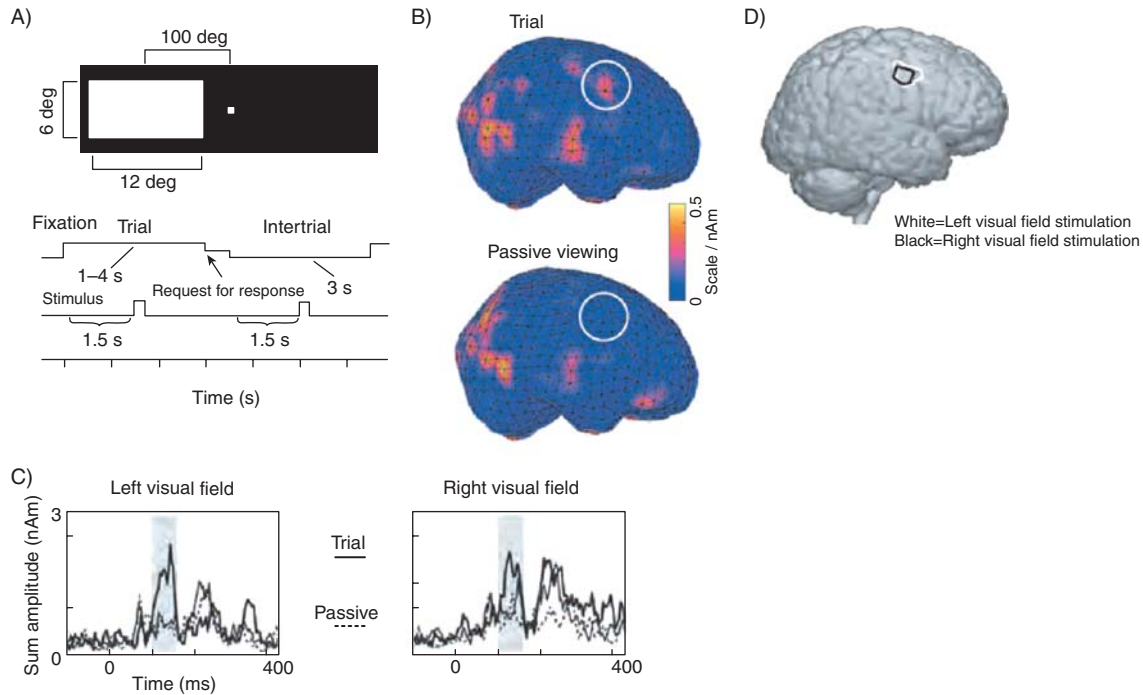 A)
100 deg
6 deg
12 deg
Fixation
Trial
Intertrial
1–4 s
Request for response
3 s
Stimulus
1.5 s
1.5 s
Time (s)
B)
Trial
0.5
Scale / nAm
0
Passive viewing
D)
White=Left visual field stimulation
Black=Right visual field stimulation
C)
Left visual field
Right visual field
3
Sum amplitude (nAm)
0
0
400
Time (ms)
Trial
Passive
0
400